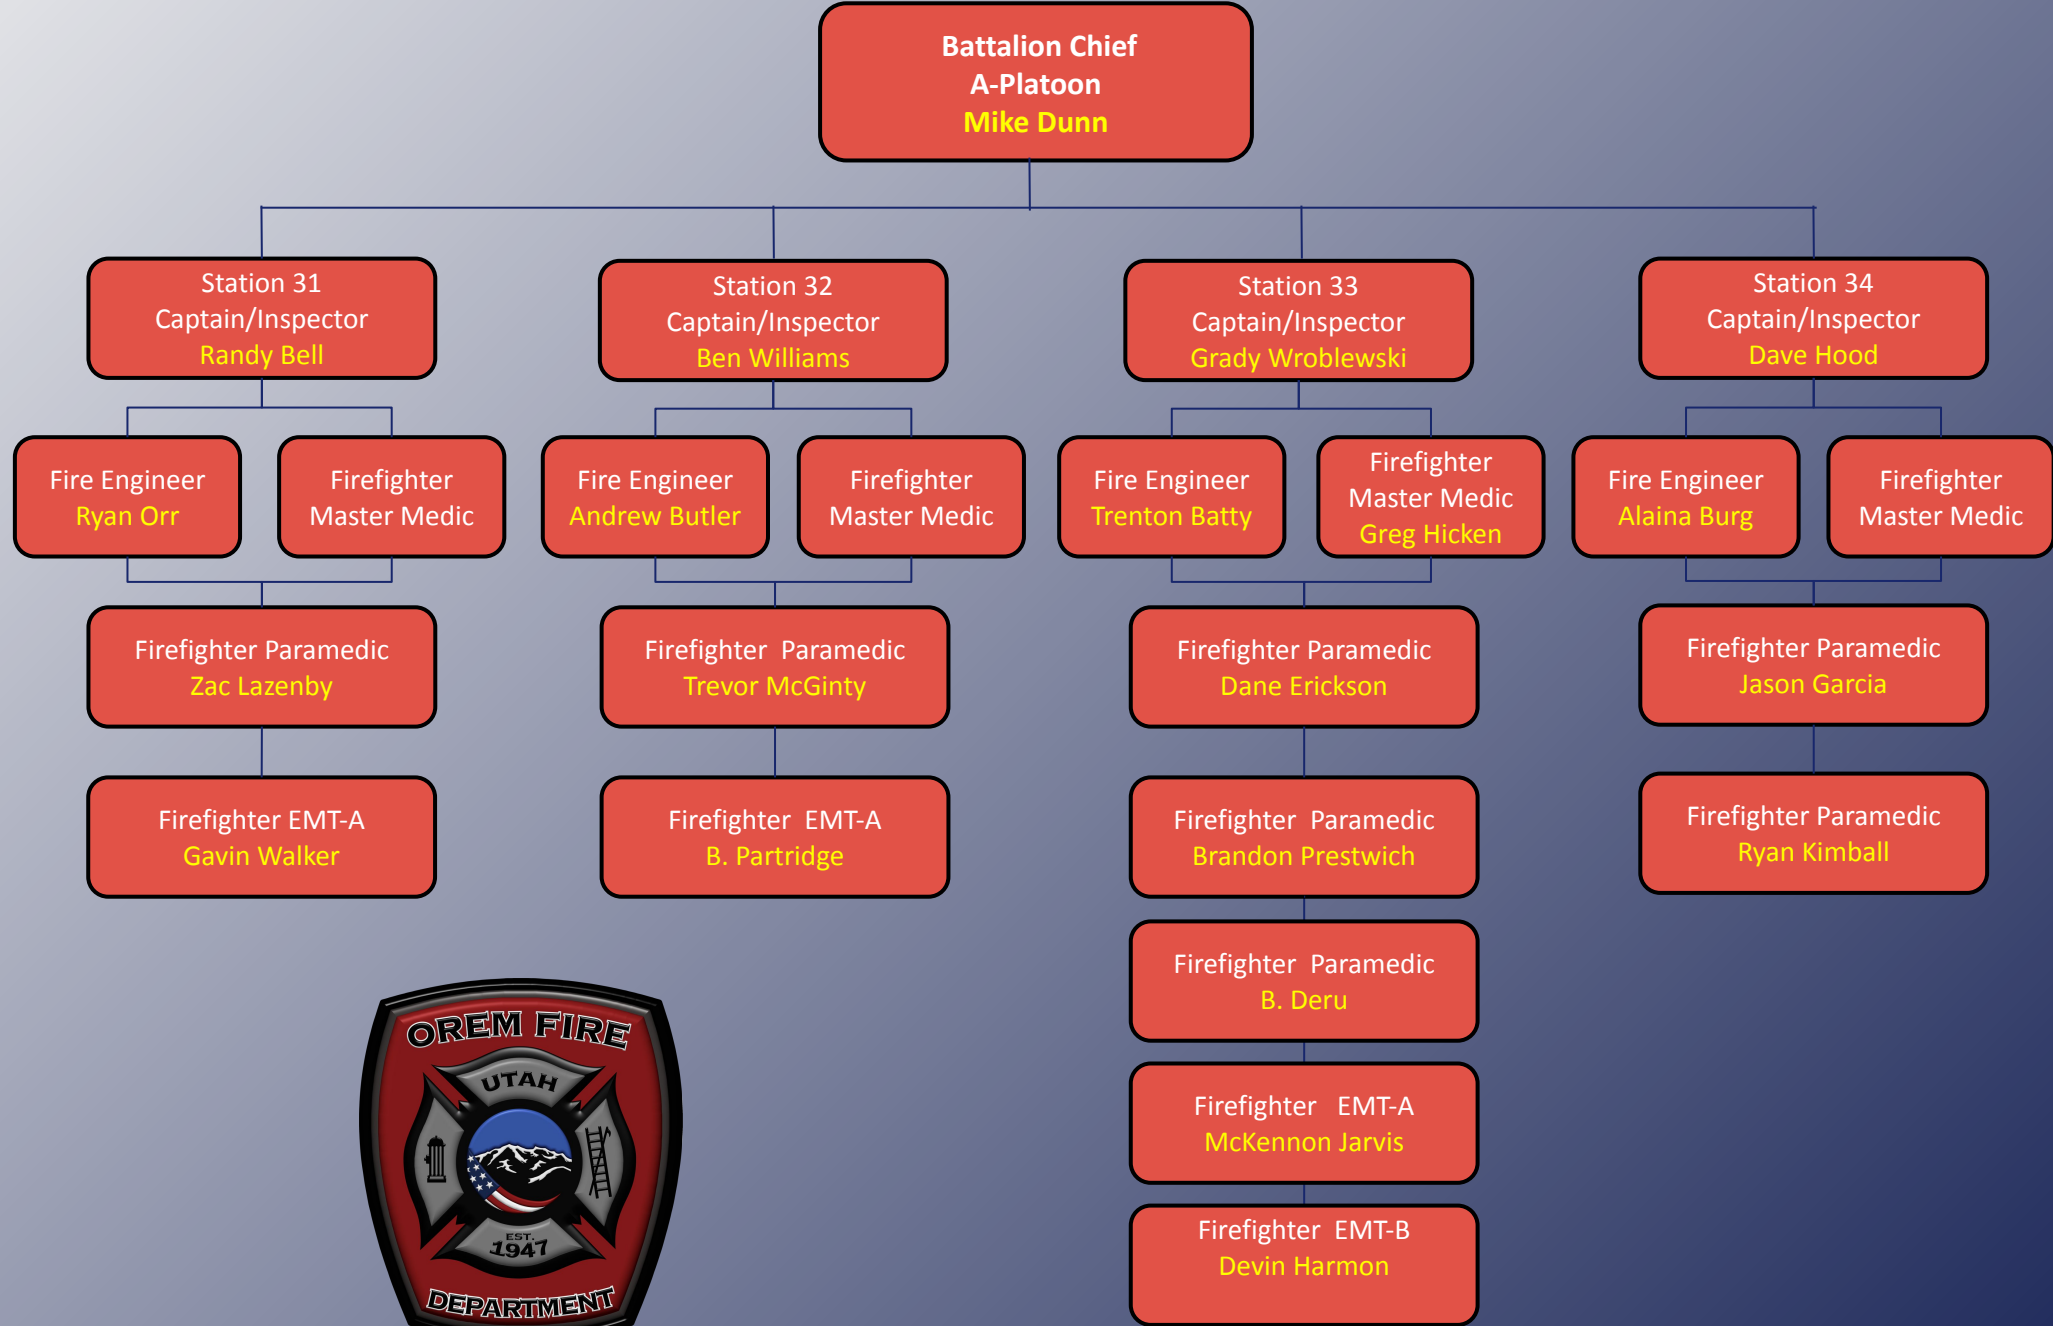 Battalion Chief
A-Platoon
Mike Dunn
Station 31
Captain/Inspector
Randy Bell
Station 32
Captain/Inspector
Ben Williams
Station 33
Captain/Inspector
Grady Wroblewski
Station 34
Captain/Inspector
Dave Hood
Fire Engineer
Ryan Orr
Firefighter
Master Medic
Fire Engineer
Andrew Butler
Firefighter
Master Medic
Fire Engineer
Trenton Batty
Firefighter
Master Medic
Greg Hicken
Fire Engineer
Alaina Burg
Firefighter
Master Medic
Firefighter Paramedic
Zac Lazenby
Firefighter Paramedic
Trevor McGinty
Firefighter Paramedic
Dane Erickson
Firefighter Paramedic
Jason Garcia
Firefighter EMT-A
Gavin Walker
Firefighter EMT-A
B. Partridge
Firefighter Paramedic
Brandon Prestwich
Firefighter Paramedic
Ryan Kimball
Firefighter Paramedic
B. Deru
Firefighter EMT-A
McKennon Jarvis
Firefighter EMT-B
Devin Harmon
OREM FIRE
UTAH
EST.
1947
DEPARTMENT